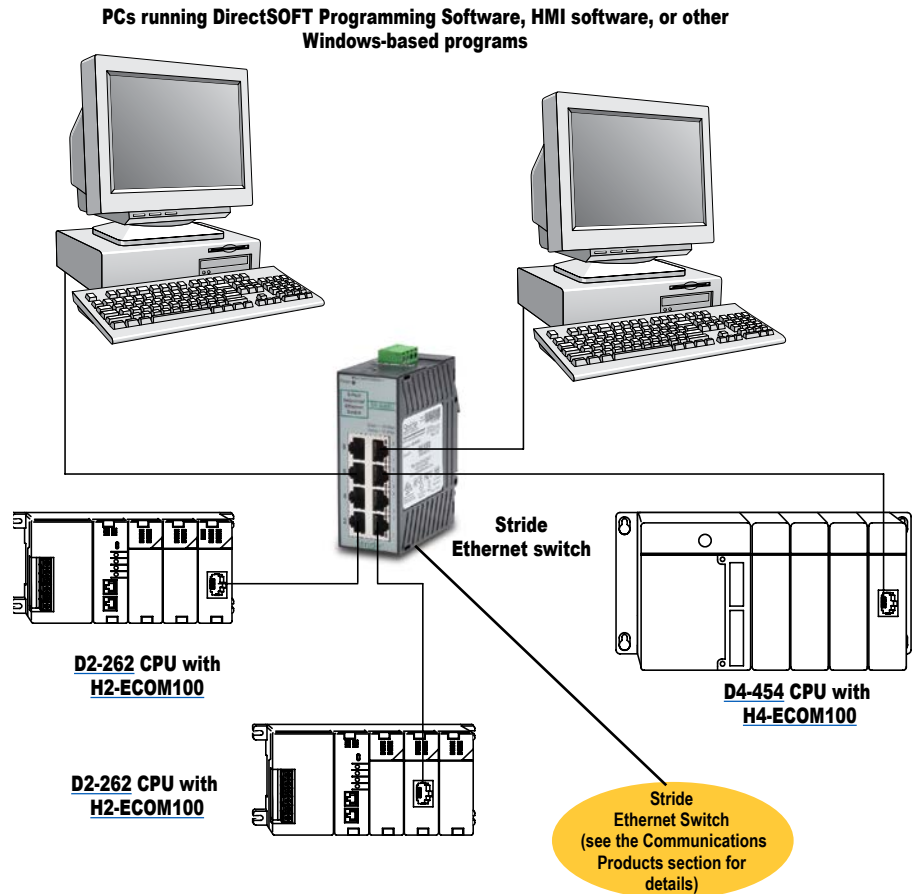 PCs running DirectSOFT Programming Software, HMI software, or other
Windows-based programs
Stride
Ethernet switch
D2-262 CPU with
H2-ECOM100
D4-454 CPU with
H4-ECOM100
D2-262 CPU with
H2-ECOM100
Stride
Ethernet Switch
(see the Communications
Products section for
details)